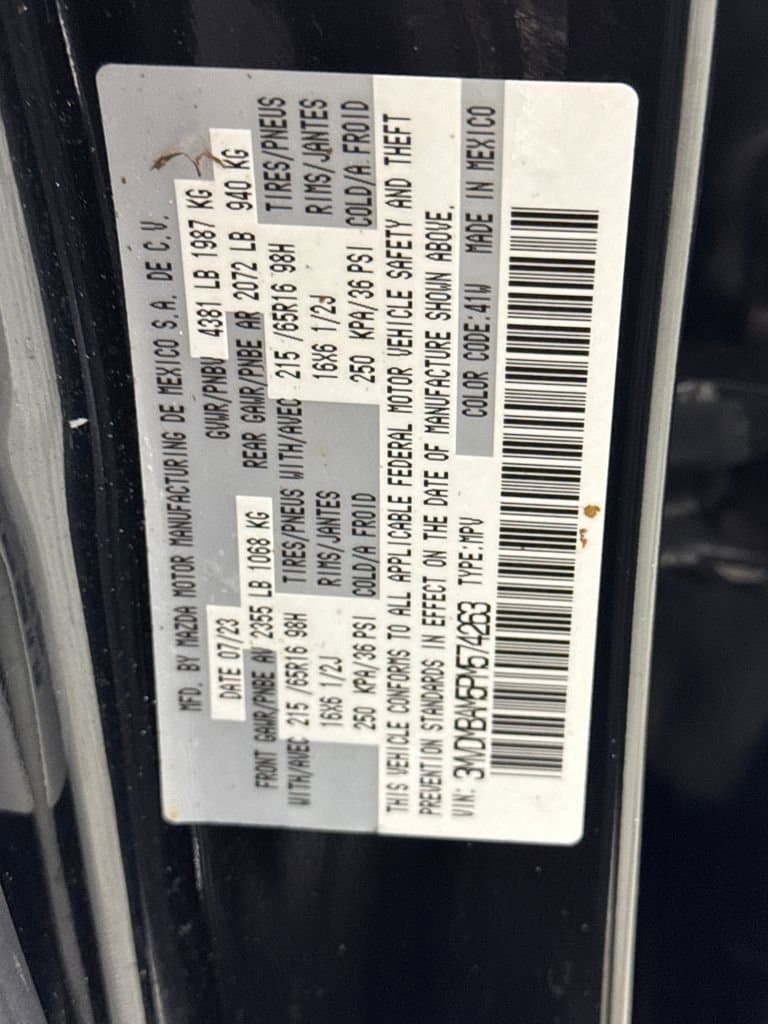 MFD. BY MAZDA MOTOR MANUFACTURING DE MEXICO S.A. DE C.V.
DATE 07/23 GVWR/PNBV 4381 LB 1987 KG
FRONT GAWR/PNBE AV 2355 LB 1068 KG REAR GAWR/PNBE AR 2072 LB 940 KG
WITH/AVEC 215 /65R16 98H TIRES/PNEUS WITH/AVEC 215 /65R16 98H TIRES/PNEUS
16X6 1/2J RIMS/JANTES 16X6 1/2J RIMS/JANTES
250 KPA/36 PSI COLD/A FROID 250 KPA/36 PSI COLD/A FROID
THIS VEHICLE CONFORMS TO ALL APPLICABLE FEDERAL MOTOR VEHICLE SAFETY AND THEFT
PREVENTION STANDARDS IN EFFECT ON THE DATE OF MANUFACTURE SHOWN ABOVE.
VIN: 3MVDMBAM5PM574263 TYPE:MPV COLOR CODE:41W MADE IN MEXICO